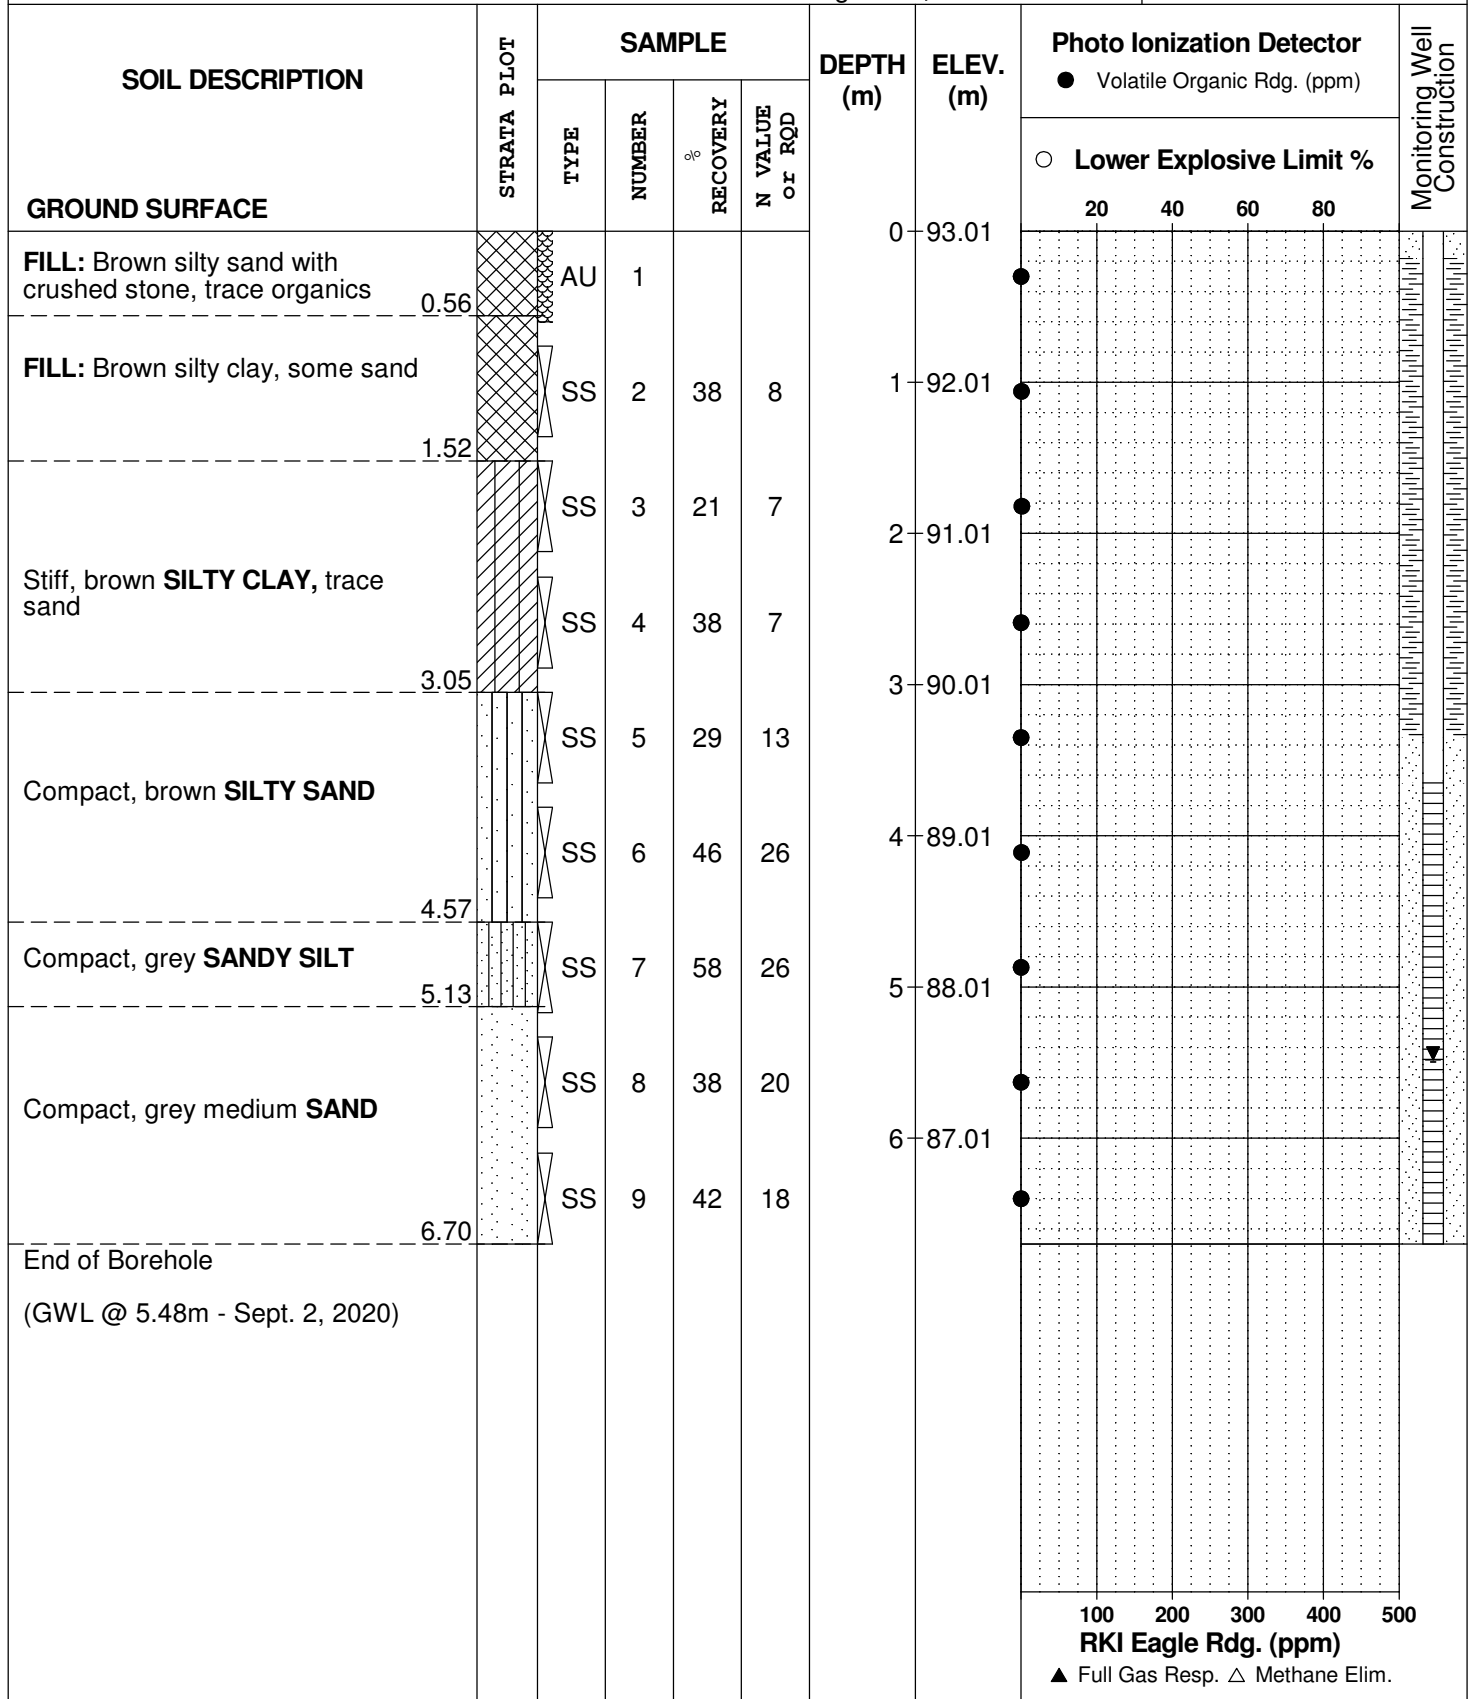 SOIL DESCRIPTION
GROUND SURFACE
STRATA PLOT
SAMPLE
TYPE
NUMBER
%
RECOVERY
N VALUE
or RQD
DEPTH
(m)
ELEV.
(m)
Photo Ionization Detector
● Volatile Organic Rdg. (ppm)
○ Lower Explosive Limit %
20 40 60 80
Monitoring Well
Construction
0 93.01
FILL: Brown silty sand with
crushed stone, trace organics
0.56
AU 1
FILL: Brown silty clay, some sand
1.52
SS 2 38 8
1 92.01
SS 3 21 7
2 91.01
Stiff, brown SILTY CLAY, trace
sand
3.05
SS 4 38 7
3 90.01
SS 5 29 13
Compact, brown SILTY SAND
4.57
4 89.01
SS 6 46 26
Compact, grey SANDY SILT
5.13
SS 7 58 26
5 88.01
SS 8 38 20
Compact, grey medium SAND
6 87.01
SS 9 42 18
6.70
End of Borehole
(GWL @ 5.48m - Sept. 2, 2020)
100 200 300 400 500
RKI Eagle Rdg. (ppm)
▲ Full Gas Resp. △ Methane Elim.